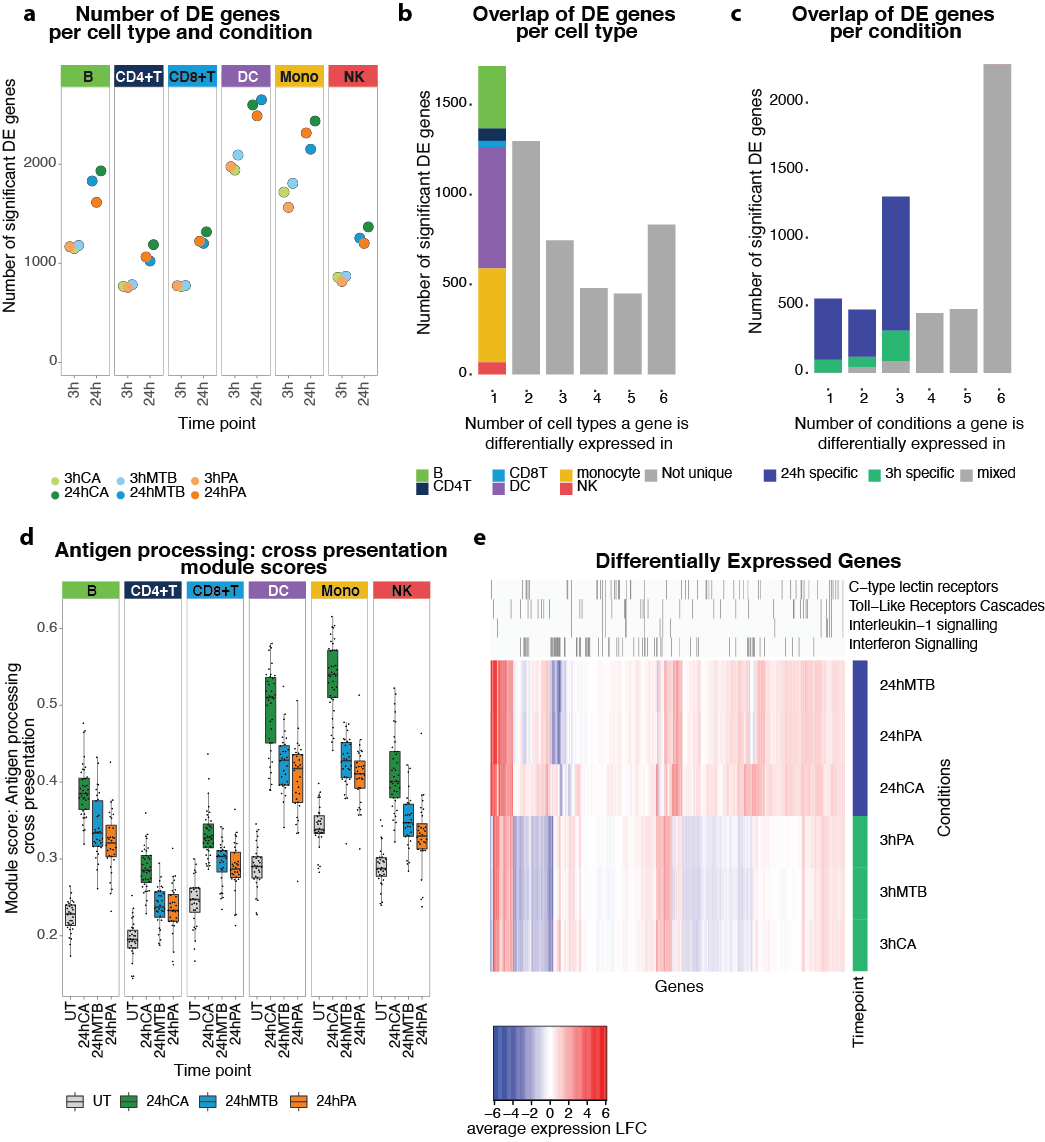 a
Number of DE genes
per cell type and condition
B
CD4+T
CD8+T
DC
Mono
NK
Number of significant DE genes
2000
1000
0
3h
24h
3h
24h
3h
24h
3h
24h
3h
24h
3h
24h
Time point
3hCA
3hMTB
3hPA
24hCA
24hMTB
24hPA
b
Overlap of DE genes
per cell type
Number of significant DE genes
1500
1000
500
0
1
2
3
4
5
6
Number of cell types a gene is
differentially expressed in
B
CD8T
monocyte
Not unique
CD4T
DC
NK
c
Overlap of DE genes
per condition
Number of significant DE genes
2000
1500
1000
500
0
1
2
3
4
5
6
Number of conditions a gene is
differentially expressed in
24h specific
3h specific
mixed
d
Antigen processing: cross presentation
module scores
B
CD4+T
CD8+T
DC
Mono
NK
Module score: Antigen processing
cross presentation
0.6
0.5
0.4
0.3
0.2
UT
24hCA
24hMTB
24hPA
UT
24hCA
24hMTB
24hPA
UT
24hCA
24hMTB
24hPA
UT
24hCA
24hMTB
24hPA
UT
24hCA
24hMTB
24hPA
UT
24hCA
24hMTB
24hPA
Time point
UT
24hCA
24hMTB
24hPA
e
Differentially Expressed Genes
C−type lectin receptors
Toll−Like Receptors Cascades
Interleukin−1 signalling
Interferon Signalling
24hMTB
24hPA
24hCA
3hPA
3hMTB
3hCA
Conditions
Genes
Timepoint
−6 −4 −2 0 2 4 6
average expression LFC